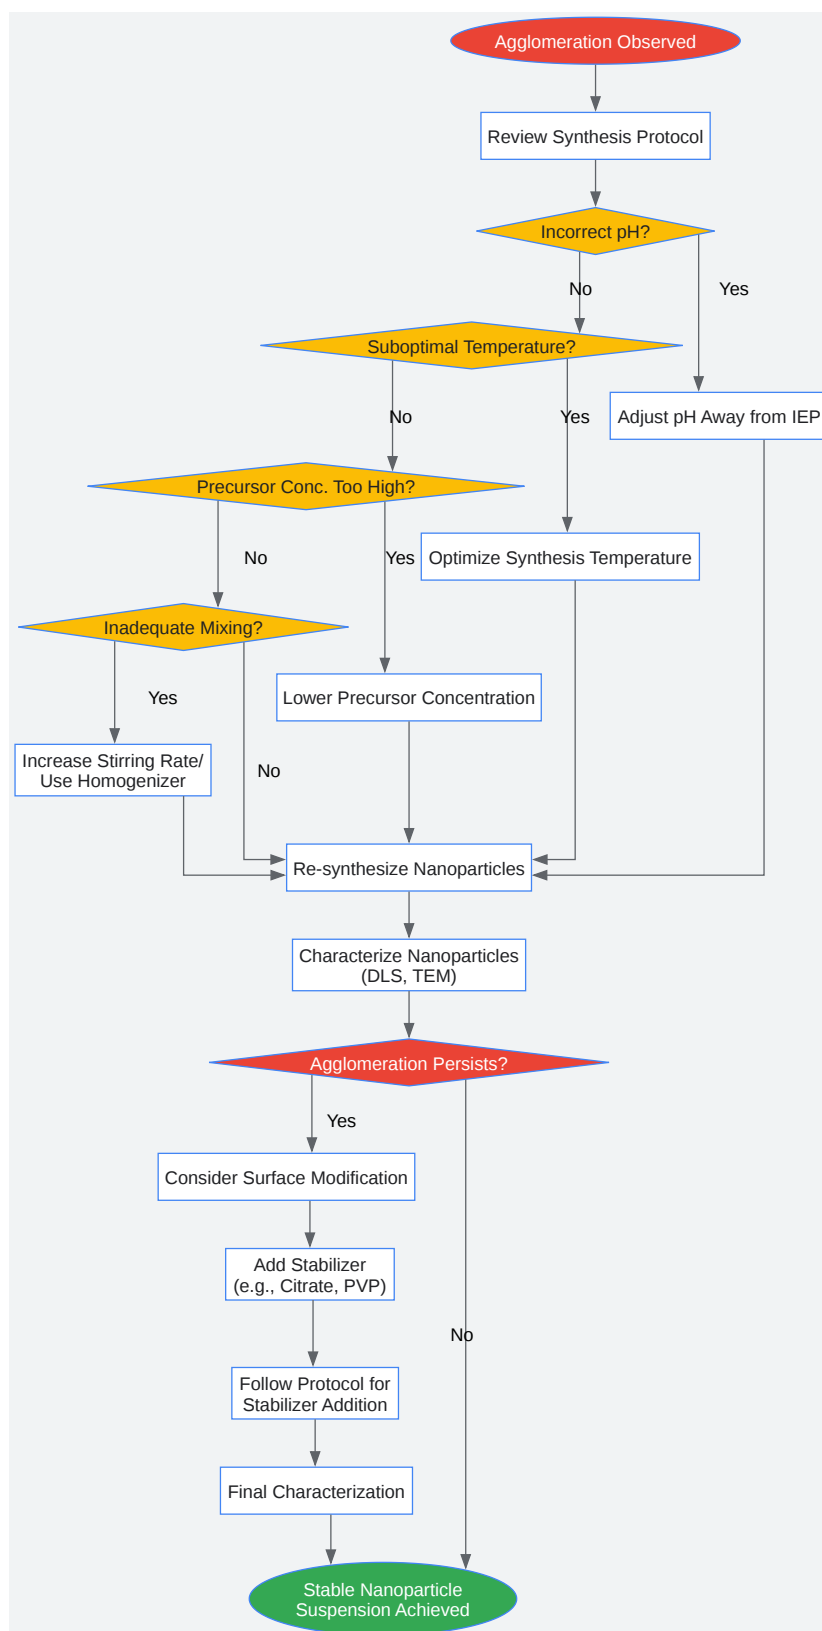 Agglomeration Observed
Review Synthesis Protocol
Incorrect pH?
No
Yes
Suboptimal Temperature?
No
Yes
Adjust pH Away from IEP
Precursor Conc. Too High?
No
Yes
Optimize Synthesis Temperature
Inadequate Mixing?
Yes
Lower Precursor Concentration
Increase Stirring Rate/
Use Homogenizer
No
Re-synthesize Nanoparticles
Characterize Nanoparticles
(DLS, TEM)
Agglomeration Persists?
Yes
Consider Surface Modification
Add Stabilizer
(e.g., Citrate, PVP)
No
Follow Protocol for
Stabilizer Addition
Final Characterization
Stable Nanoparticle
Suspension Achieved